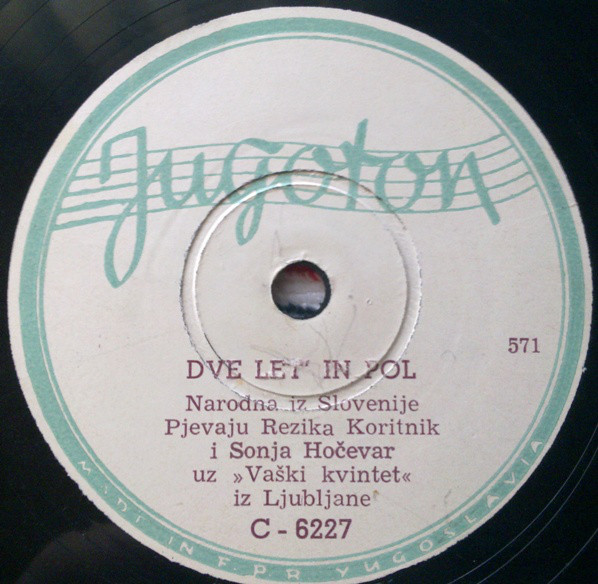 Jugoton
571
DVE LET' IN POL
Narodna iz Slovenije
Pjevaju Rezika Koritnik
i Sonja Hočevar
uz »Vaški kvintet«
iz Ljubljane
C - 6227
MADE IN F.P.R. YUGOSLAVIA